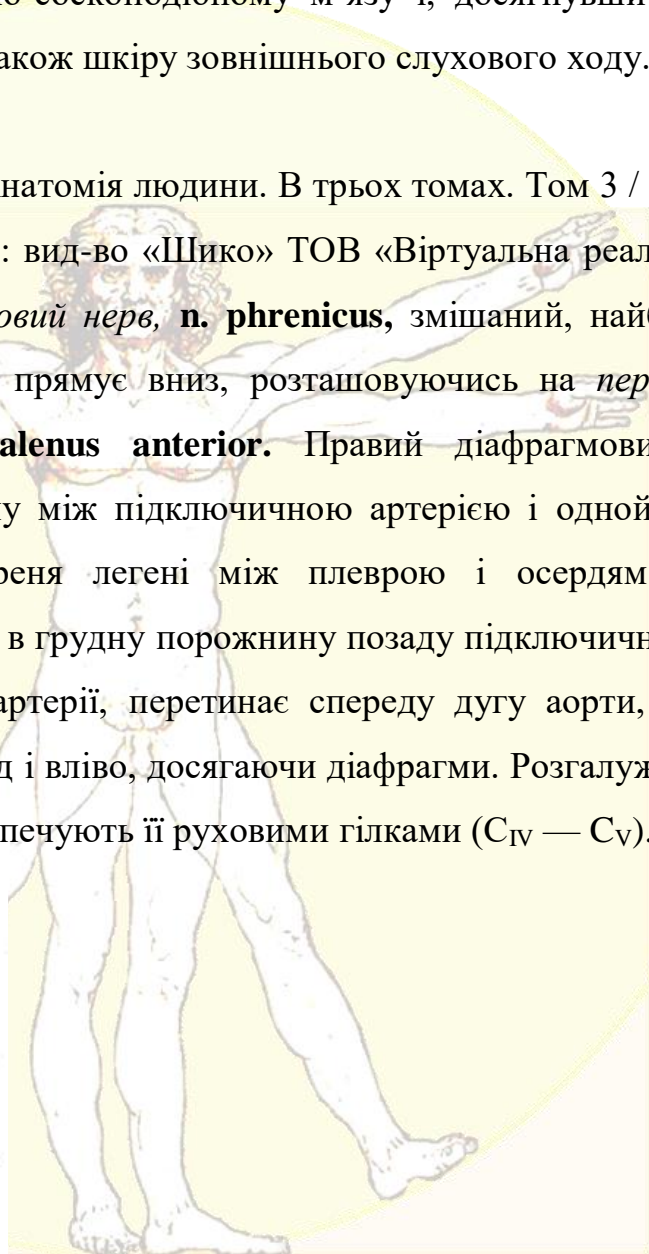 соскоподібному м'язу і, досягнувши
також шкіру зовнішнього слухового ходу.
натомія людини. В трьох томах. Том 3 /
: вид-во «Шико» ТОВ «Віртуальна реал
овий нерв, n. phrenicus, змішаний, най
прямує вниз, розташовуючись на пер
alenus anterior. Правий діафрагмови
у між підключичною артерією і одной
реня легені між плеврою і осердям
в грудну порожнину позаду підключичн
артерії, перетинає спереду дугу аорти,
д і вліво, досягаючи діафрагми. Розгалуж
печують її руховими гілками (CIV — CV).